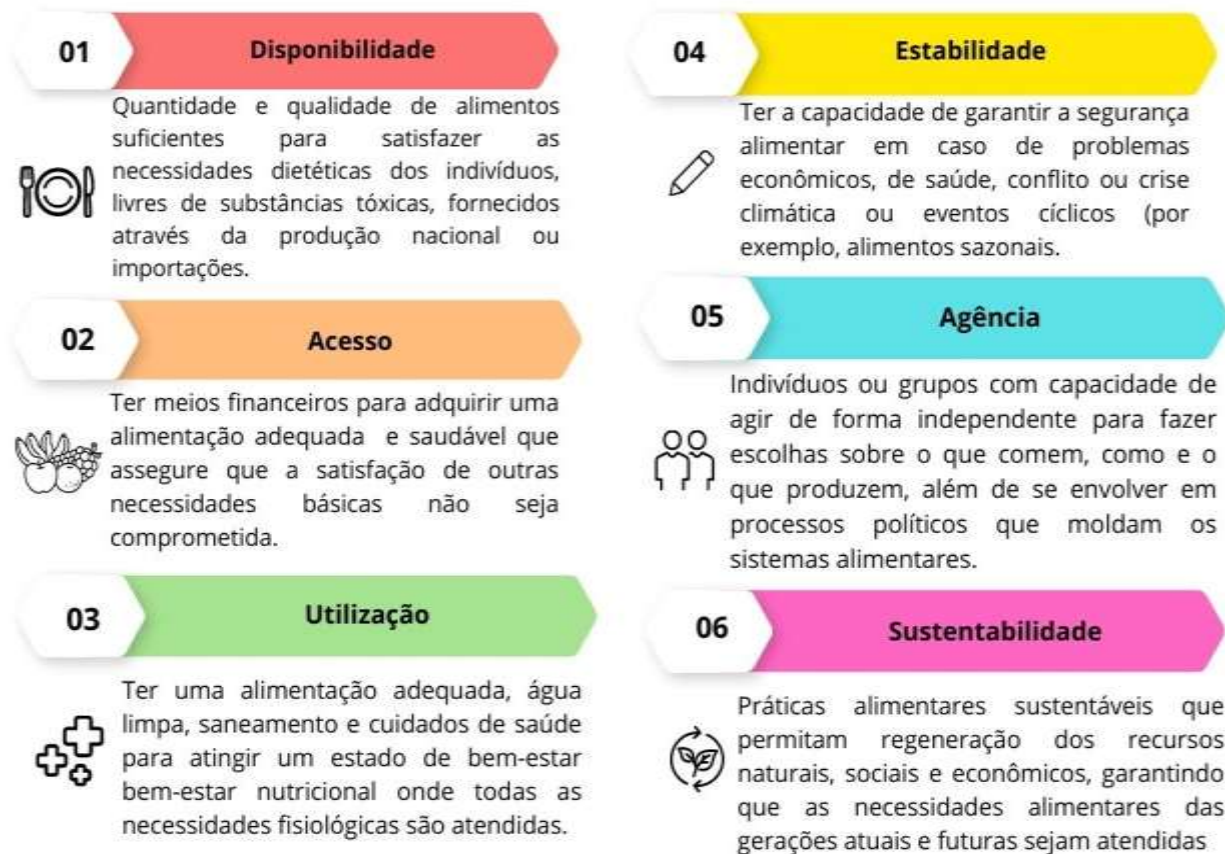 01
Disponibilidade
Quantidade e qualidade de alimentos
suficientes para satisfazer as
necessidades dietéticas dos indivíduos,
livres de substâncias tóxicas, fornecidos
através da produção nacional ou
importações.
02
Acesso
Ter meios financeiros para adquirir uma
alimentação adequada e saudável que
assegure que a satisfação de outras
necessidades básicas não seja
comprometida.
03
Utilização
Ter uma alimentação adequada, água
limpa, saneamento e cuidados de saúde
para atingir um estado de bem-estar
bem-estar nutricional onde todas as
necessidades fisiológicas são atendidas.
04
Estabilidade
Ter a capacidade de garantir a segurança
alimentar em caso de problemas
econômicos, de saúde, conflito ou crise
climática ou eventos cíclicos (por
exemplo, alimentos sazonais.
05
Agência
Indivíduos ou grupos com capacidade de
agir de forma independente para fazer
escolhas sobre o que comem, como e o
que produzem, além de se envolver em
processos políticos que moldam os
sistemas alimentares.
06
Sustentabilidade
Práticas alimentares sustentáveis que
permitam regeneração dos recursos
naturais, sociais e econômicos, garantindo
que as necessidades alimentares das
gerações atuais e futuras sejam atendidas